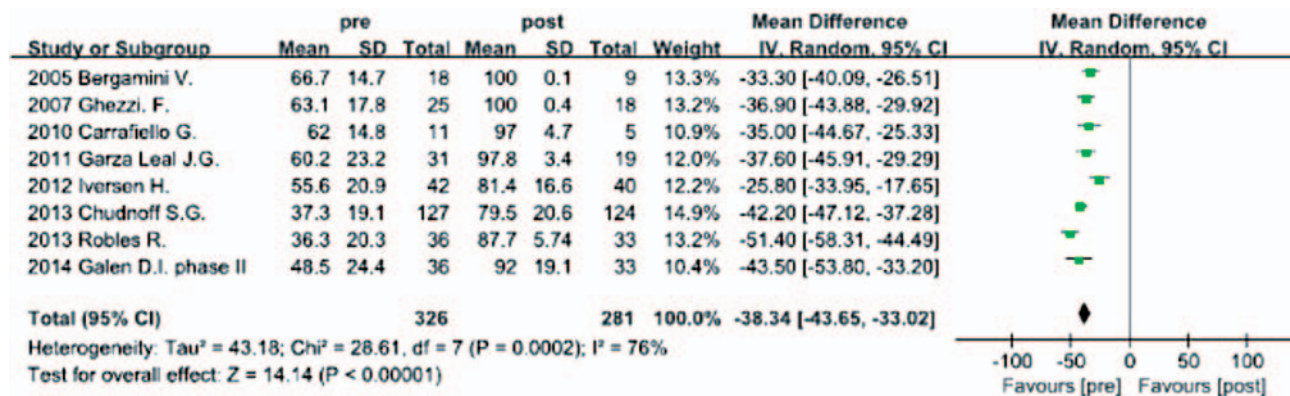 pre post Mean Difference Mean Difference
Study or Subgroup Mean SD Total Mean SD Total Weight IV, Random, 95% CI IV, Random, 95% CI
2005 Bergamini V. 66.7 14.7 18 100 0.1 9 13.3% -33.30 [-40.09, -26.51]
2007 Ghezzi. F. 63.1 17.8 25 100 0.4 18 13.2% -36.90 [-43.88, -29.92]
2010 Carrafiello G. 62 14.8 11 97 4.7 5 10.9% -35.00 [-44.67, -25.33]
2011 Garza Leal J.G. 60.2 23.2 31 97.8 3.4 19 12.0% -37.60 [-45.91, -29.29]
2012 Iversen H. 55.6 20.9 42 81.4 16.6 40 12.2% -25.80 [-33.95, -17.65]
2013 Chudnoff S.G. 37.3 19.1 127 79.5 20.6 124 14.9% -42.20 [-47.12, -37.28]
2013 Robles R. 36.3 20.3 36 87.7 5.74 33 13.2% -51.40 [-58.31, -44.49]
2014 Galen D.I. phase II 48.5 24.4 36 92 19.1 33 10.4% -43.50 [-53.80, -33.20]
Total (95% CI) 326 281 100.0% -38.34 [-43.65, -33.02]
Heterogeneity: Tau² = 43.18; Chi² = 28.61, df = 7 (P = 0.0002); I² = 76%
Test for overall effect: Z = 14.14 (P < 0.00001)
-100 -50 0 50 100
Favours [pre] Favours [post]